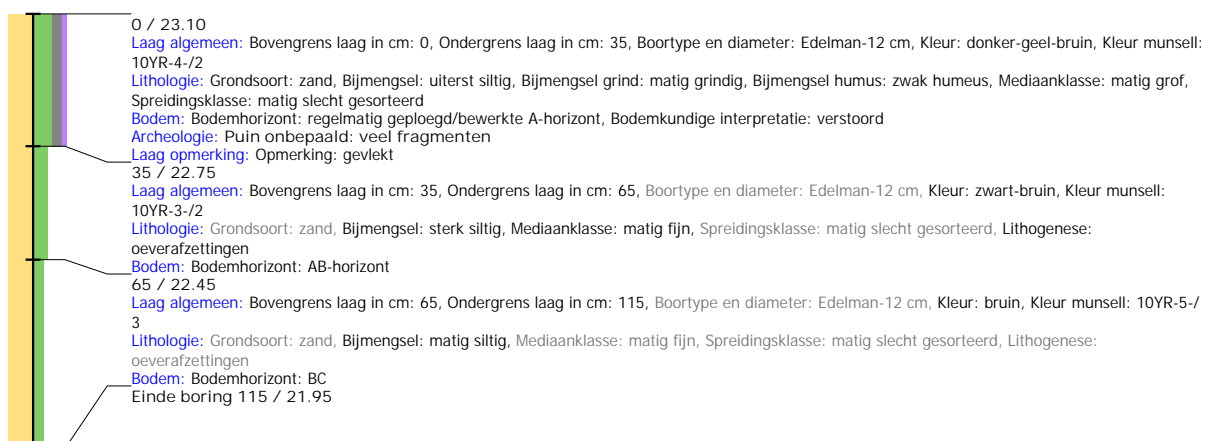 0 / 23.10
Laag algemeen: Bovengrens laag in cm: 0, Ondergrens laag in cm: 35, Boortype en diameter: Edelman-12 cm, Kleur: donker-geel-bruin, Kleur munsell:
10YR-4-/2
Lithologie: Grondsoort: zand, Bijmengsel: uiterst siltig, Bijmengsel grind: matig grindig, Bijmengsel humus: zwak humeus, Mediaanklasse: matig grof,
Spreidingsklasse: matig slecht gesorteerd
Bodem: Bodemhorizont: regelmatig geploegd/bewerkte A-horizont, Bodemkundige interpretatie: verstoord
Archeologie: Puin onbepaald: veel fragmenten
Laag opmerking: Opmerking: gevlekt
35 / 22.75
Laag algemeen: Bovengrens laag in cm: 35, Ondergrens laag in cm: 65, Boortype en diameter: Edelman-12 cm, Kleur: zwart-bruin, Kleur munsell:
10YR-3-/2
Lithologie: Grondsoort: zand, Bijmengsel: sterk siltig, Mediaanklasse: matig fijn, Spreidingsklasse: matig slecht gesorteerd, Lithogenese:
oeverafzettingen
Bodem: Bodemhorizont: AB-horizont
65 / 22.45
Laag algemeen: Bovengrens laag in cm: 65, Ondergrens laag in cm: 115, Boortype en diameter: Edelman-12 cm, Kleur: bruin, Kleur munsell: 10YR-5-/
3
Lithologie: Grondsoort: zand, Bijmengsel: matig siltig, Mediaanklasse: matig fijn, Spreidingsklasse: matig slecht gesorteerd, Lithogenese:
oeverafzettingen
Bodem: Bodemhorizont: BC
Einde boring 115 / 21.95